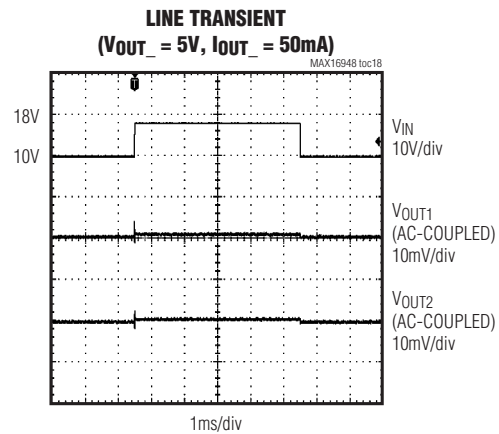 LINE TRANSIENT
(VOUT_ = 5V, IOUT_ = 50mA)
MAX16948 toc18
T
18V
10V
VIN
10V/div
VOUT1
(AC-COUPLED)
10mV/div
VOUT2
(AC-COUPLED)
10mV/div
1ms/div